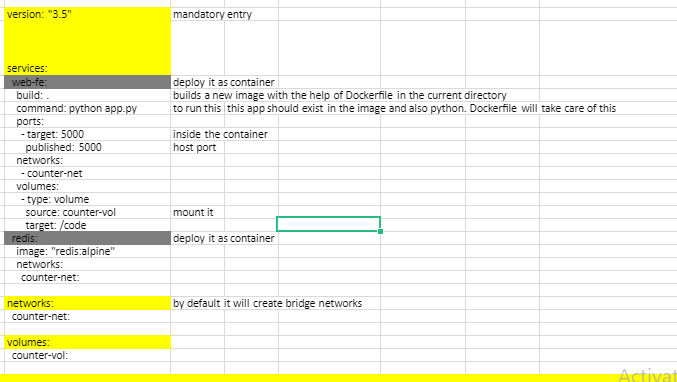 version: "3.5" mandatory entry
services:
web-fe: deploy it as container
build: . builds a new image with the help of Dockerfile in the current directory
command: python app.py to run this this app should exist in the image and also python. Dockerfile will take care of this
ports:
- target: 5000 inside the container
published: 5000 host port
networks:
- counter-net
volumes:
- type: volume
source: counter-vol mount it
target: /code
redis: deploy it as container
image: "redis:alpine"
networks:
counter-net:
networks: by default it will create bridge networks
counter-net:
volumes:
counter-vol:
Activat